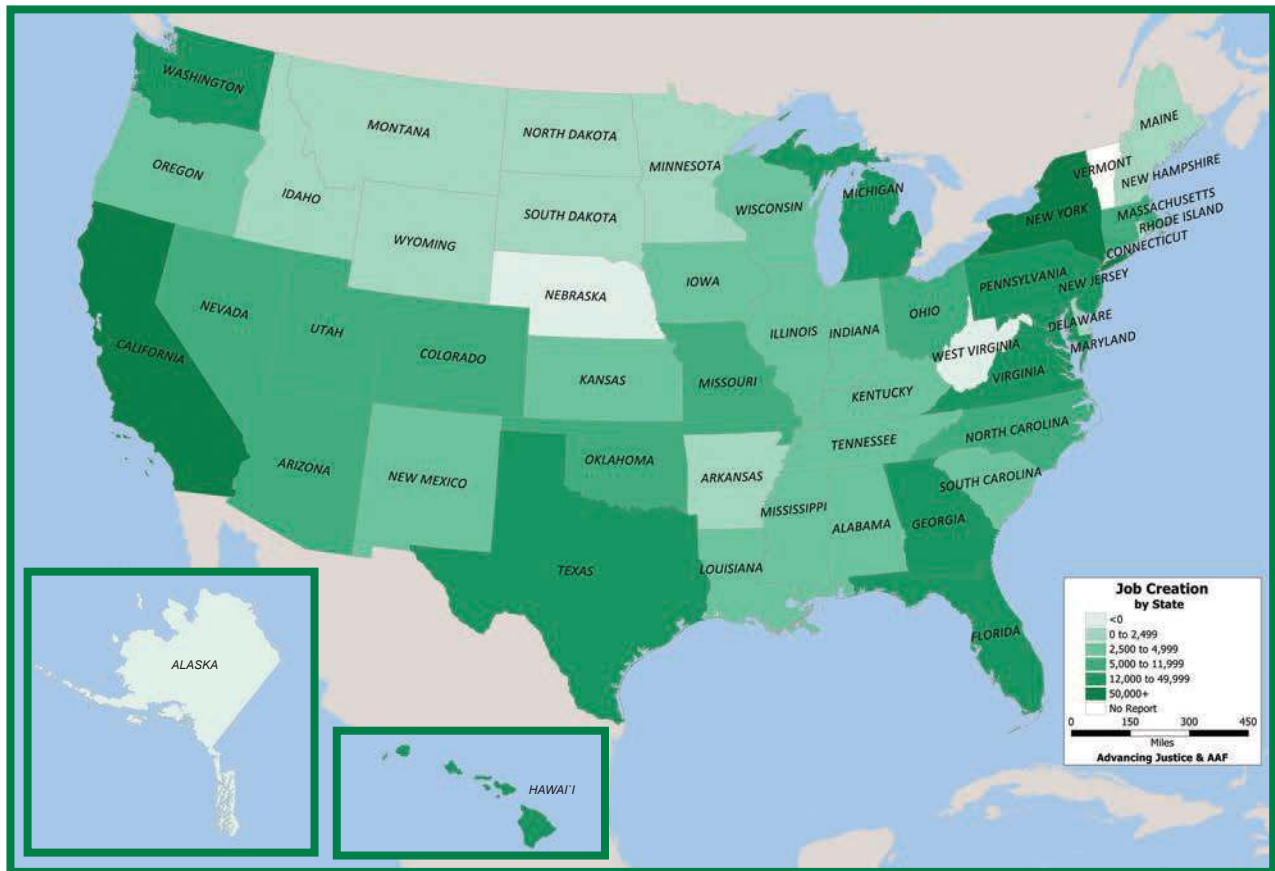 WASHINGTON
MONTANA
NORTH DAKOTA
MINNESOTA
MAINE
VERMONT
NEW HAMPSHIRE
OREGON
IDAHO
SOUTH DAKOTA
WISCONSIN
MICHIGAN
NEW YORK
MASSACHUSETTS
RHODE ISLAND
CONNECTICUT
WYOMING
NEBRASKA
IOWA
PENNSYLVANIA
NEW JERSEY
NEVADA
UTAH
COLORADO
ILLINOIS
INDIANA
OHIO
DELAWARE
MARYLAND
WEST VIRGINIA
VIRGINIA
CALIFORNIA
KANSAS
MISSOURI
KENTUCKY
ARIZONA
NEW MEXICO
OKLAHOMA
ARKANSAS
TENNESSEE
NORTH CAROLINA
SOUTH CAROLINA
MISSISSIPPI
ALABAMA
GEORGIA
TEXAS
LOUISIANA
FLORIDA
ALASKA
HAWAI`I
Job Creation
by State
<0
0 to 2,499
2,500 to 4,999
5,000 to 11,999
12,000 to 49,999
50,000+
No Report
0 150 300 450
Miles
Advancing Justice & AAF